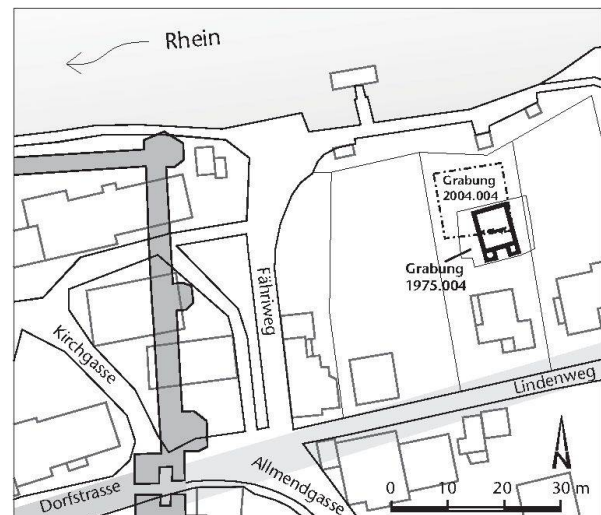 Rhein
Grabung
2004.004
Grabung
1975.004
Fähriweg
Kirchgasse
Lindenweg
Dorfstrasse
Allmendgasse
N
0 10 20 30 m